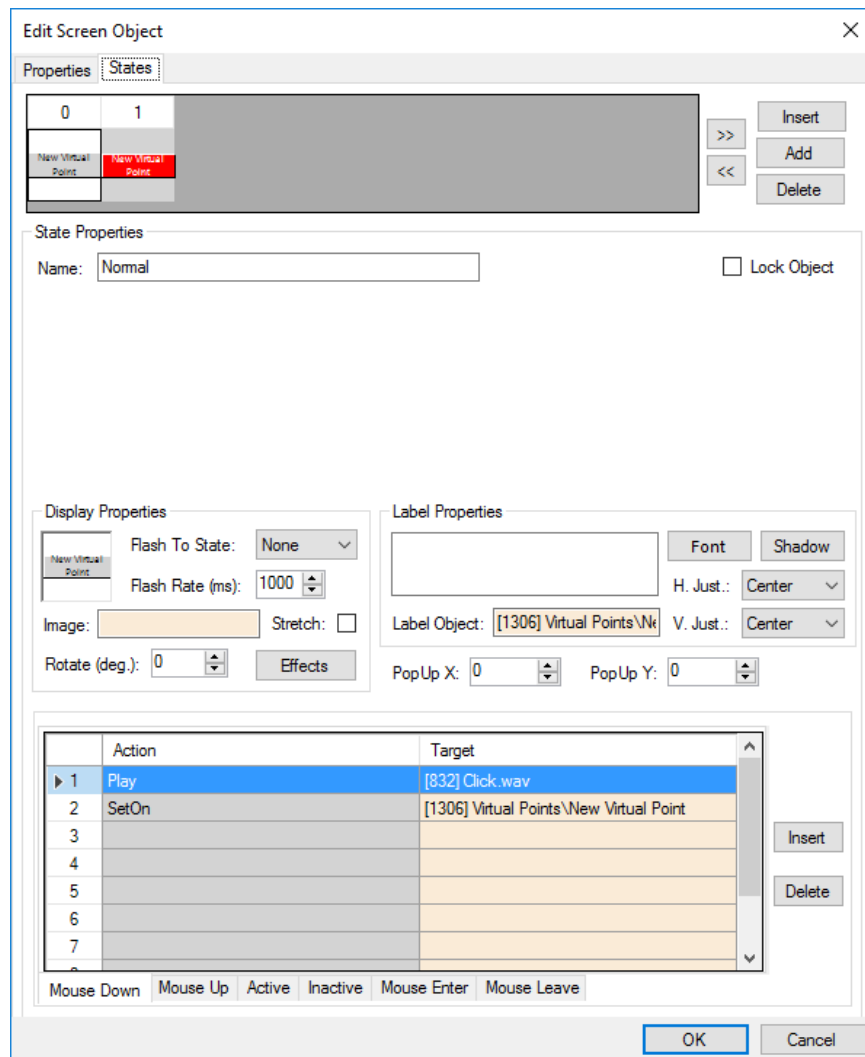 Edit Screen Object
Properties States
0 1
>> Insert
New Virtual Point New Virtual Point
Add
<< Delete
State Properties
Name: Normal Lock Object
Display Properties
Label Properties
New Virtual Point
Flash To State: None
Font Shadow
Flash Rate (ms): 1000
H. Just.: Center
Image: Stretch:
Label Object: [1306] Virtual Points\Ne V. Just.: Center
Rotate (deg.): 0 Effects
PopUp X: 0 PopUp Y: 0
Action Target
1 Play [832] Click.wav
2 SetOn [1306] Virtual Points\New Virtual Point
3
Insert
4
5
Delete
6
7
Mouse Down Mouse Up Active Inactive Mouse Enter Mouse Leave
OK Cancel